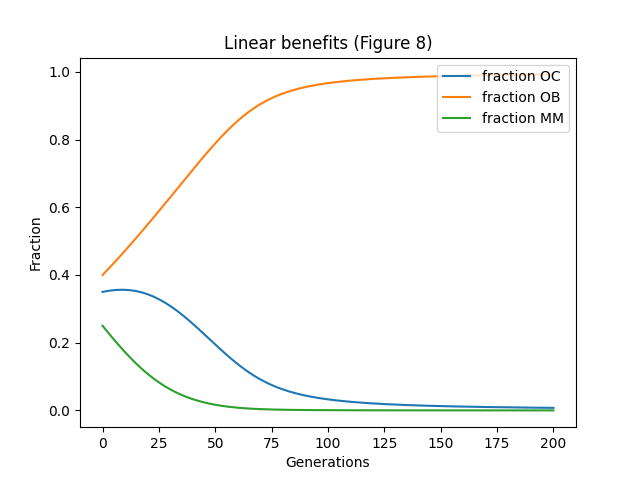 Linear benefits (Figure 8)
fraction OC
fraction OB
fraction MM
Fraction
1.0
0.8
0.6
0.4
0.2
0.0
0 25 50 75 100 125 150 175 200
Generations